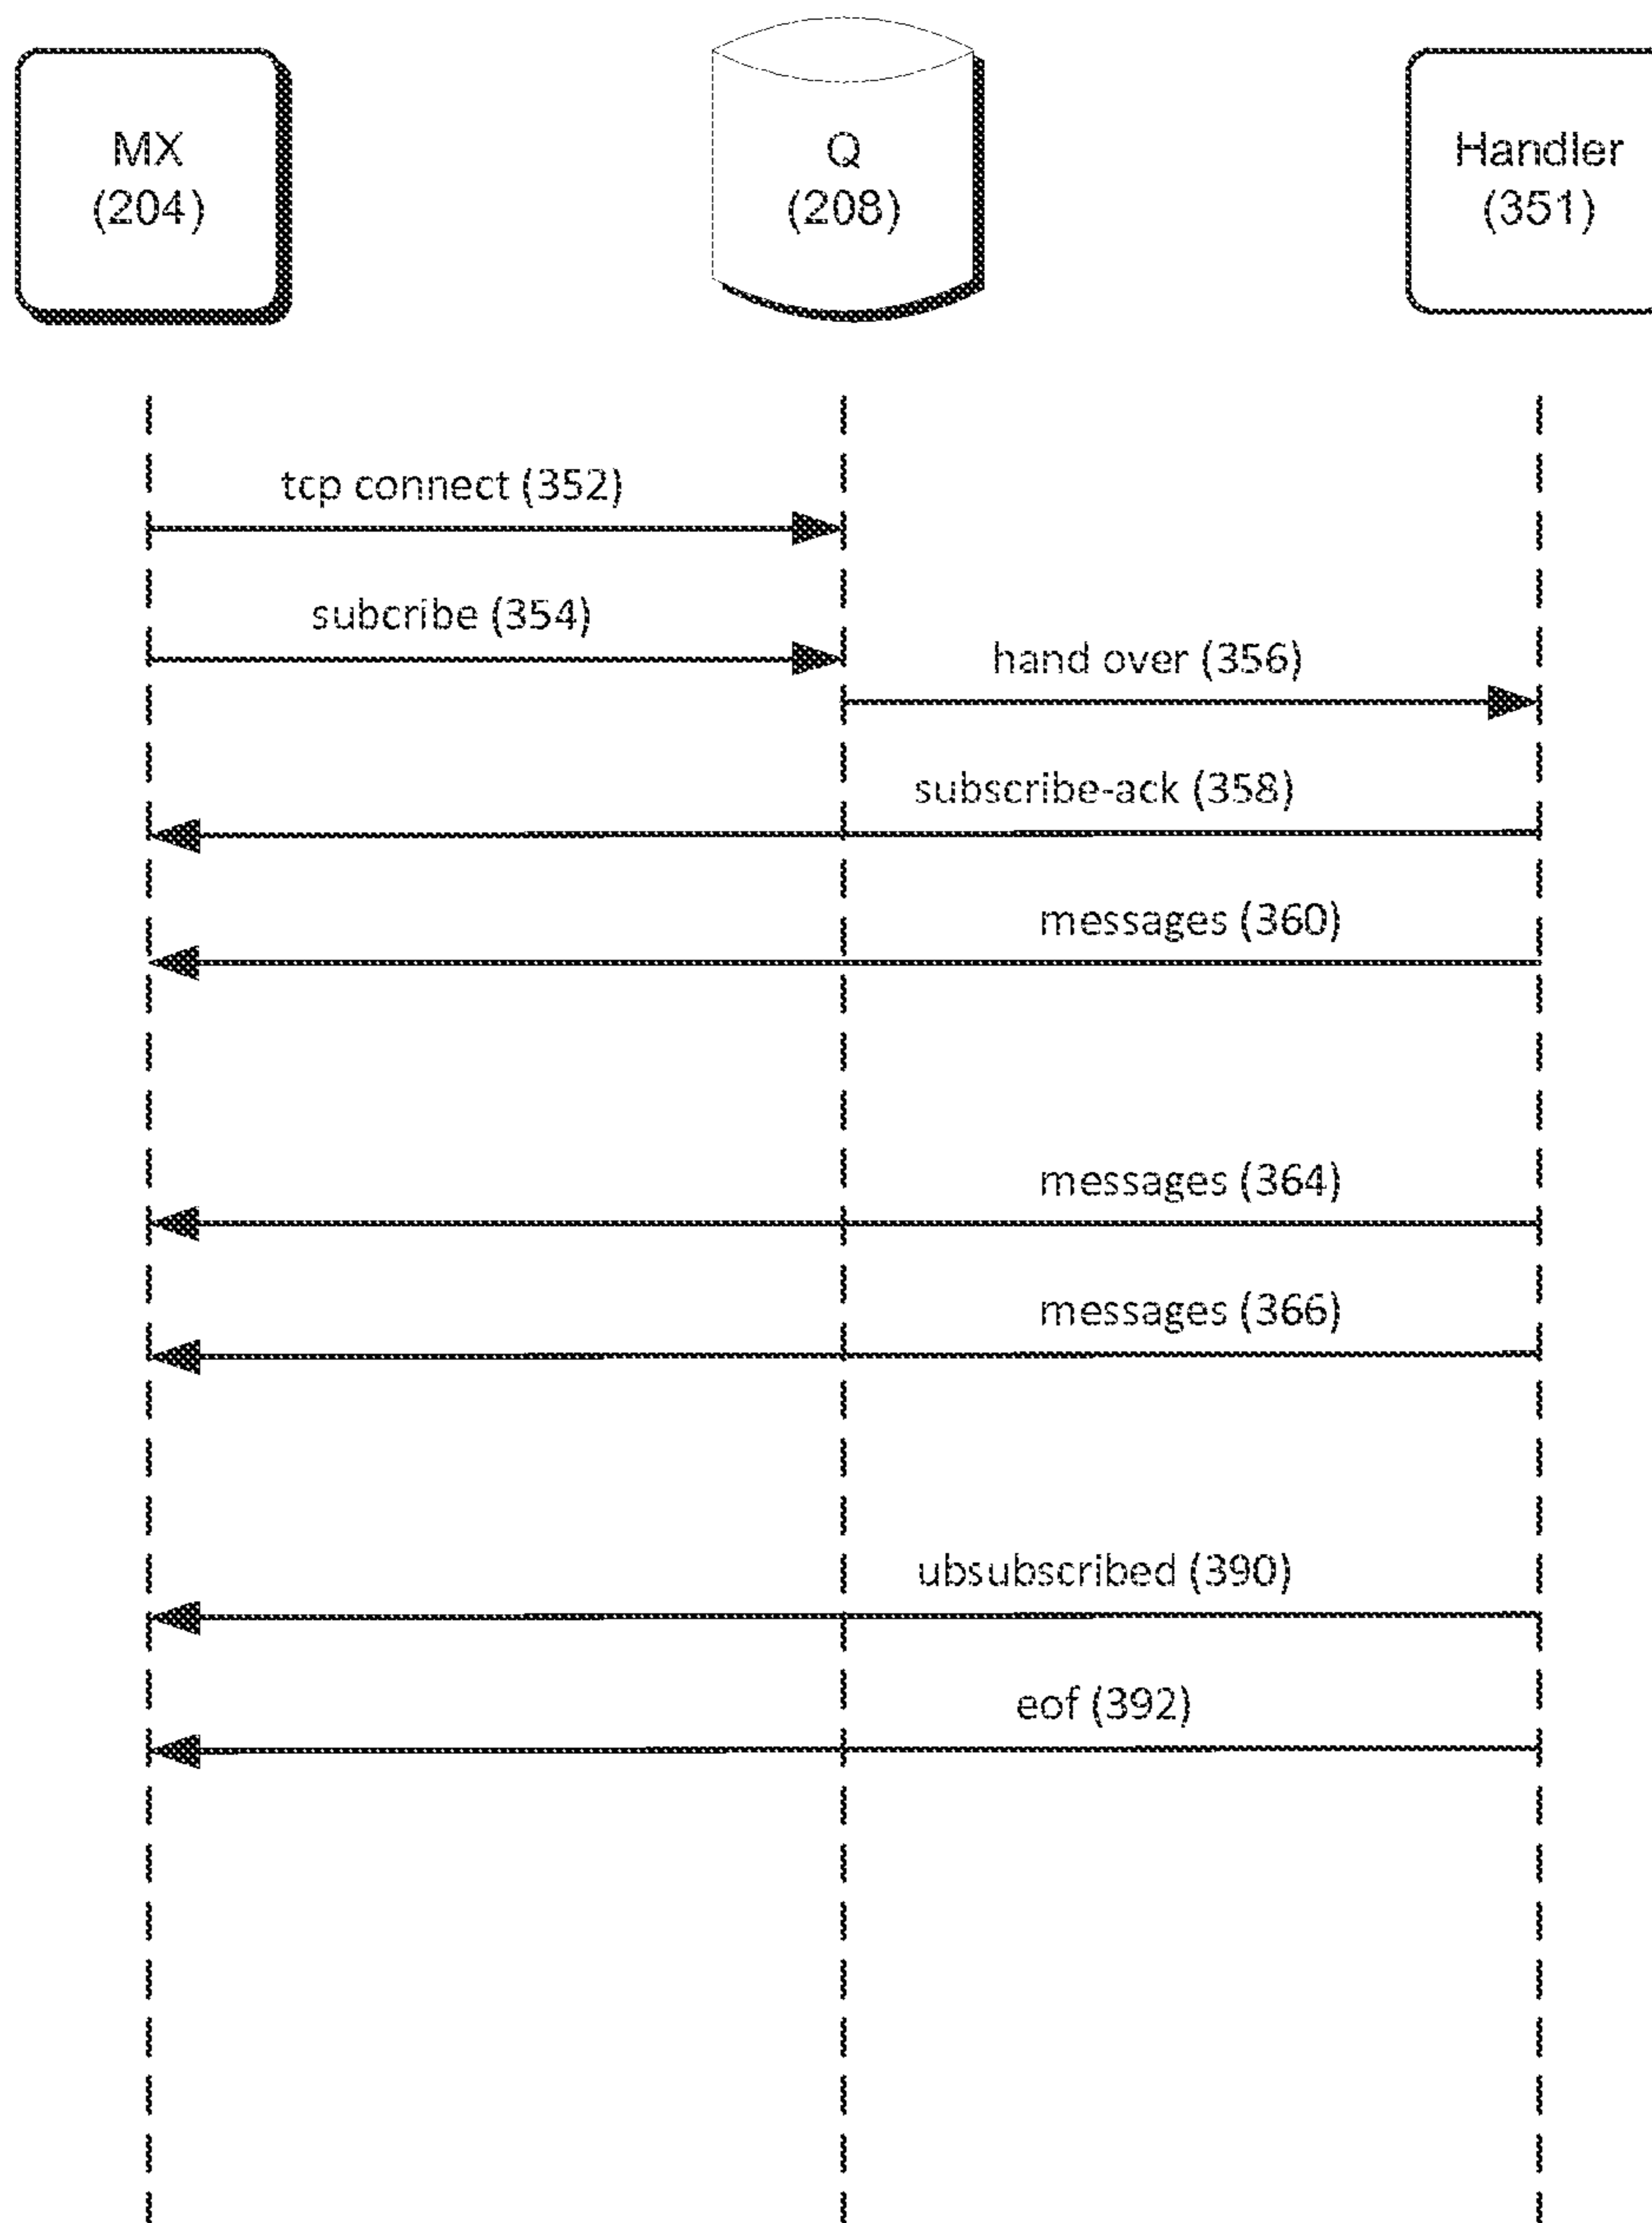 MX
(204)
Q
(208)
Handler
(351)
tcp connect (352)
subcribe (354)
hand over (356)
subscribe-ack (358)
messages (360)
messages (364)
messages (366)
ubsubscribed (390)
eof (392)